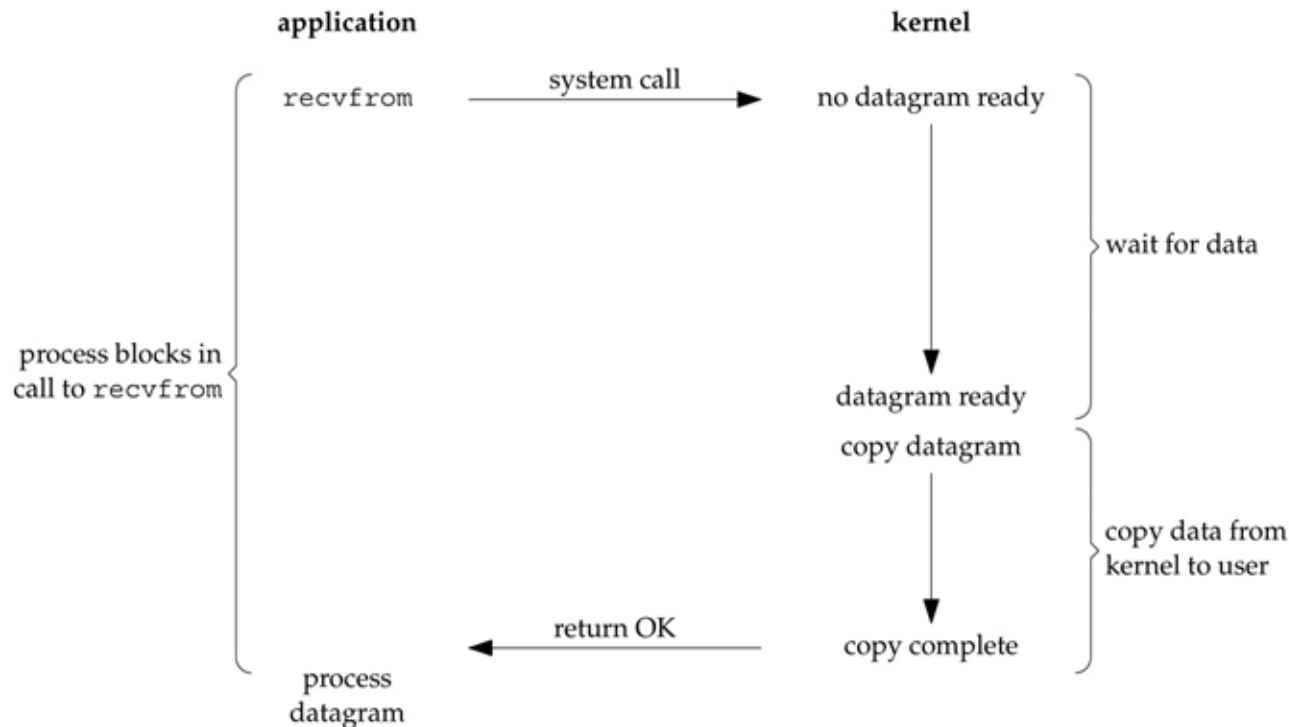 application
kernel
recvfrom
system call
no datagram ready
wait for data
process blocks in
call to recvfrom
datagram ready
copy datagram
copy data from
kernel to user
return OK
copy complete
process
datagram